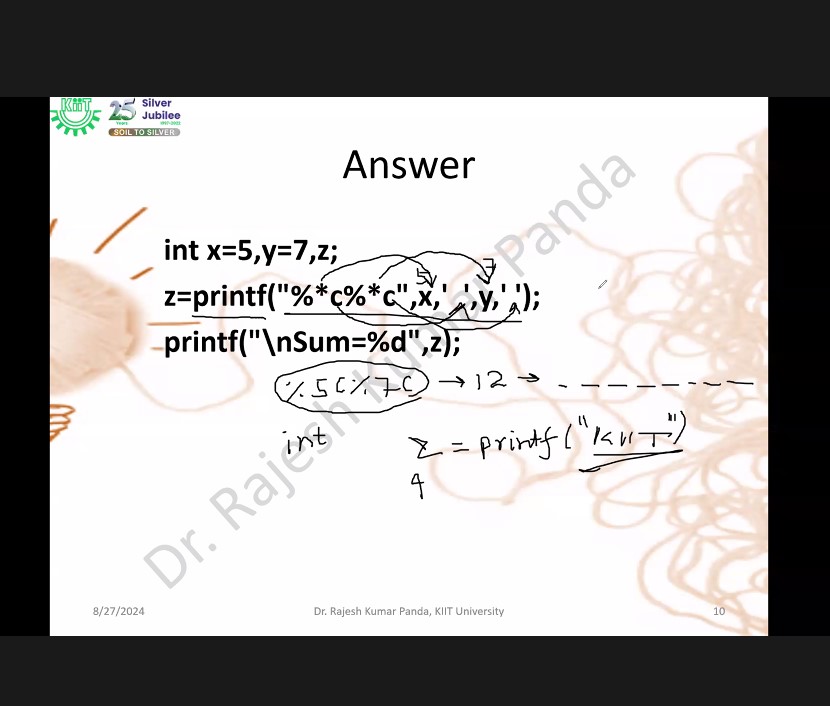 KIIT
25 Years
Silver
Jubilee
1997-2022
SOIL TO SILVER
Answer
int x=5,y=7,z;
5 7
z=printf("%*c%*c",x,' ',y,' ');
printf("\nSum=%d",z);
%5c%7c → 12 → - - - - - - -
int z = printf("KIIT")
4
Dr. Rajesh Kumar Panda
8/27/2024 Dr. Rajesh Kumar Panda, KIIT University 10